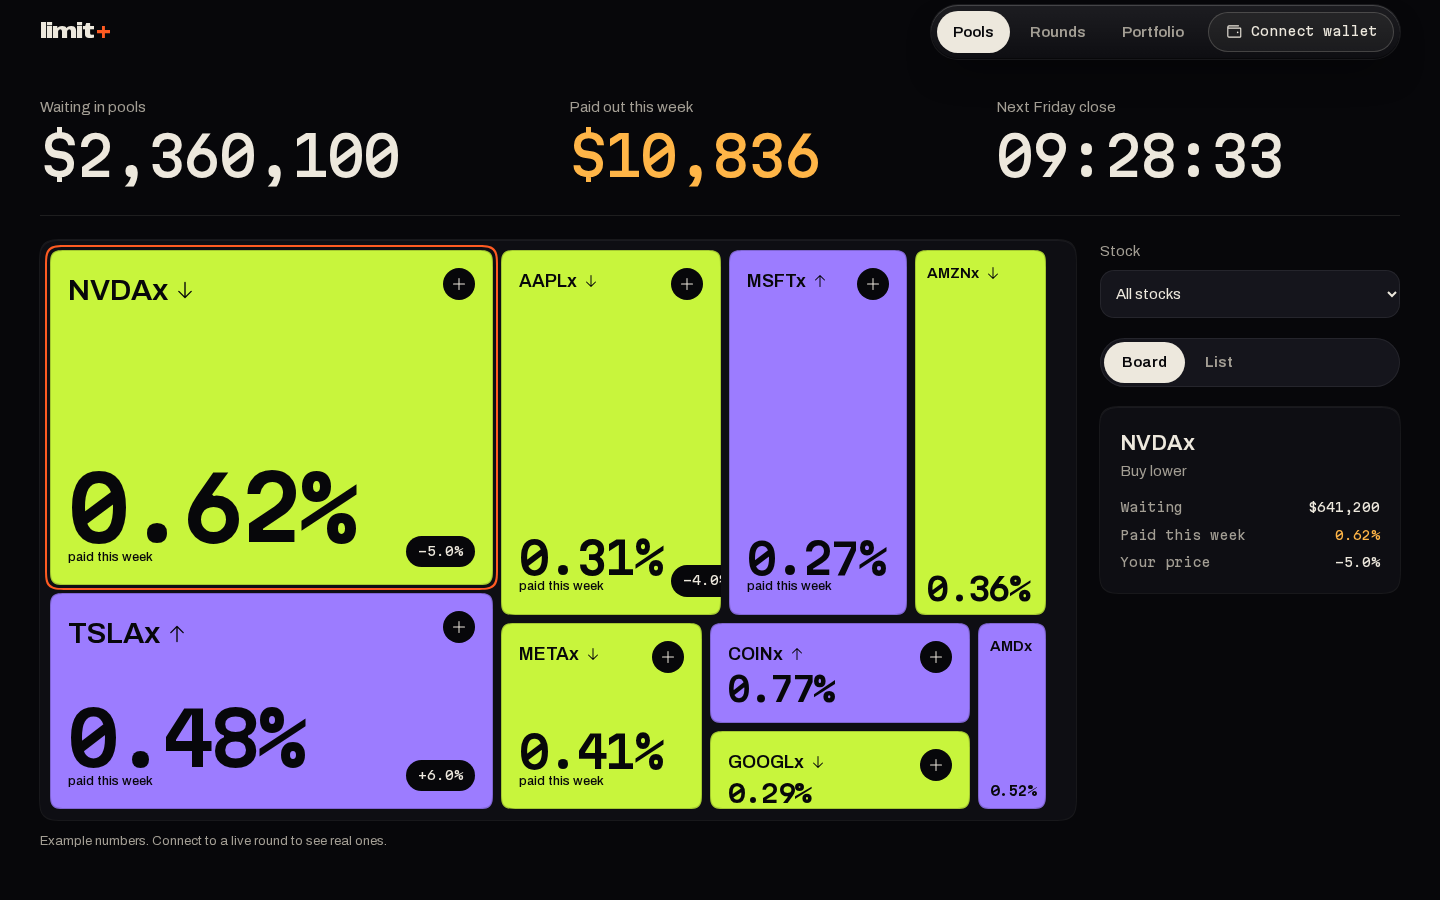 limit+
Pools Rounds Portfolio Connect wallet
Waiting in pools
$2,360,100
Paid out this week
$10,836
Next Friday close
09:28:33
NVDAx ↓
0.62%
paid this week
−5.0%
AAPLx ↓
0.31%
paid this week
−4.0%
MSFTx ↑
0.27%
paid this week
AMZNx ↓
0.36%
TSLAx ↑
0.48%
paid this week
+6.0%
METAx ↓
0.41%
paid this week
COINx ↑
0.77%
GOOGLx ↓
0.29%
AMDx
0.52%
Stock
All stocks
Board List
NVDAx
Buy lower
Waiting $641,200
Paid this week 0.62%
Your price −5.0%
Example numbers. Connect to a live round to see real ones.